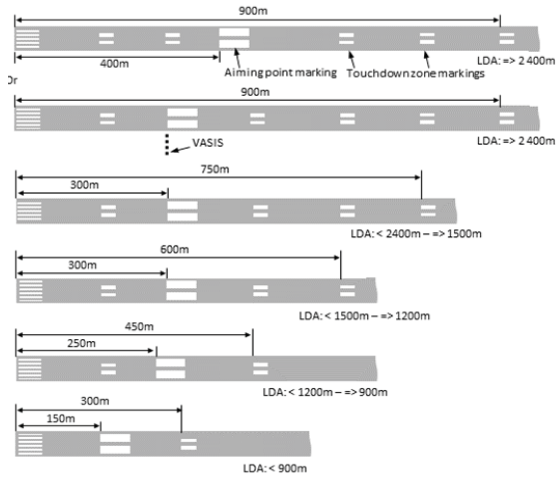 900m
400m
Aiming point marking
Touchdown zone markings
LDA: => 2 400m
Or
900m
VASIS
LDA: => 2 400m
750m
300m
LDA: < 2400m – => 1500m
600m
300m
LDA: < 1500m – => 1200m
450m
250m
LDA: < 1200m – => 900m
300m
150m
LDA: < 900m